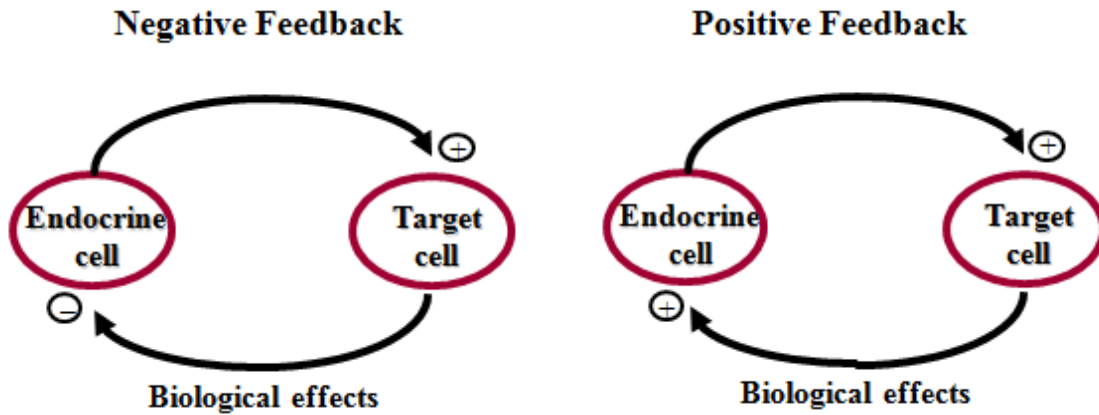 Negative Feedback
+
Endocrine
cell
Target
cell
−
Biological effects
Positive Feedback
+
Endocrine
cell
Target
cell
+
Biological effects